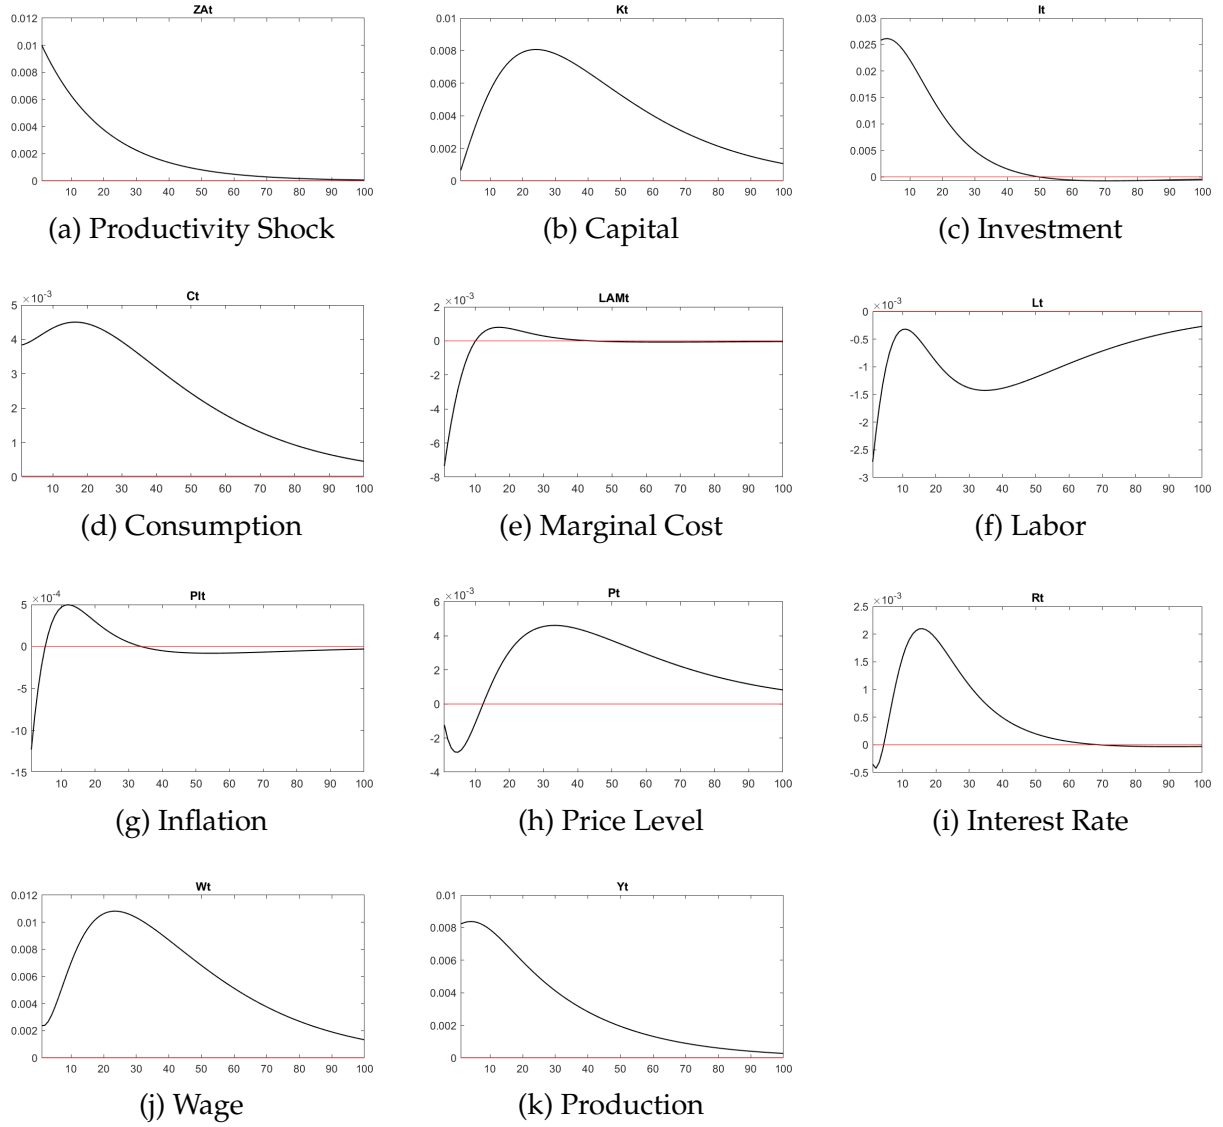 ZAt
0.012
0.01
0.008
0.006
0.004
0.002
0
10 20 30 40 50 60 70 80 90 100
(a) Productivity Shock
Kt
0.01
0.008
0.006
0.004
0.002
0
10 20 30 40 50 60 70 80 90 100
(b) Capital
It
0.03
0.025
0.02
0.015
0.01
0.005
0
10 20 30 40 50 60 70 80 90 100
(c) Investment
Ct
×10⁻³
5
4
3
2
1
0
10 20 30 40 50 60 70 80 90 100
(d) Consumption
LAMt
×10⁻³
2
0
-2
-4
-6
-8
10 20 30 40 50 60 70 80 90 100
(e) Marginal Cost
Lt
×10⁻³
0
-0.5
-1
-1.5
-2
-2.5
-3
10 20 30 40 50 60 70 80 90 100
(f) Labor
PIt
×10⁻⁴
5
0
-5
-10
-15
10 20 30 40 50 60 70 80 90 100
(g) Inflation
Pt
×10⁻³
6
4
2
0
-2
-4
10 20 30 40 50 60 70 80 90 100
(h) Price Level
Rt
×10⁻³
2.5
2
1.5
1
0.5
0
-0.5
10 20 30 40 50 60 70 80 90 100
(i) Interest Rate
Wt
0.012
0.01
0.008
0.006
0.004
0.002
0
10 20 30 40 50 60 70 80 90 100
(j) Wage
Yt
0.01
0.008
0.006
0.004
0.002
0
10 20 30 40 50 60 70 80 90 100
(k) Production